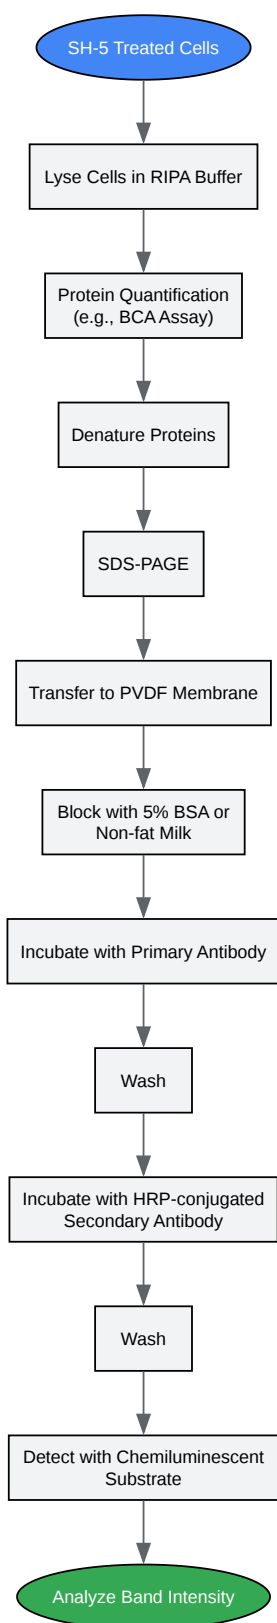 SH-5 Treated Cells
Lyse Cells in RIPA Buffer
Protein Quantification
(e.g., BCA Assay)
Denature Proteins
SDS-PAGE
Transfer to PVDF Membrane
Block with 5% BSA or
Non-fat Milk
Incubate with Primary Antibody
Wash
Incubate with HRP-conjugated
Secondary Antibody
Wash
Detect with Chemiluminescent
Substrate
Analyze Band Intensity